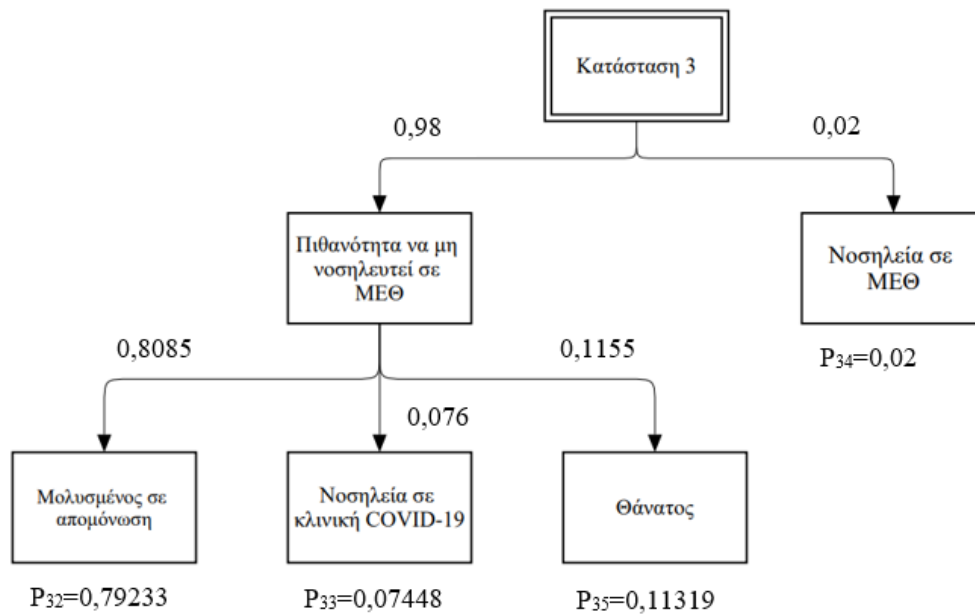 Κατάσταση 3
0,98
0,02
Πιθανότητα να μη
νοσηλευτεί σε
ΜΕΘ
Νοσηλεία σε
ΜΕΘ
P₃₄=0,02
0,8085
0,1155
0,076
Μολυσμένος σε
απομόνωση
Νοσηλεία σε
κλινική COVID-19
Θάνατος
P₃₂=0,79233
P₃₃=0,07448
P₃₅=0,11319